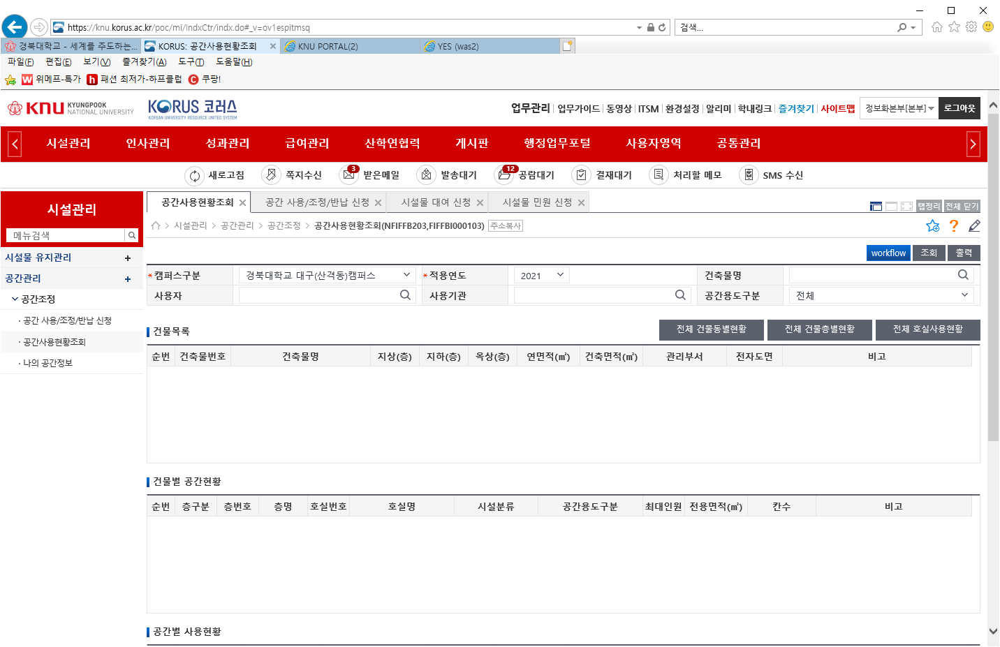 https://knu.korus.ac.kr/poc/mi/IndxCtr/indx.do#_v=ov1espitmsq
검색...
경북대학교 - 세계를 주도하는...
KORUS: 공간사용현황조회
KNU PORTAL(2)
YES (was2)
파일(F) 편집(E) 보기(V) 즐겨찾기(A) 도구(T) 도움말(H)
위메프-특가 패션 최저가-하프클럽 쿠팡!
KNU KYUNGPOOK NATIONAL UNIVERSITY
KORUS 코러스
KOREAN UNIVERSITY RESOURCE UNITED SYSTEM
업무관리 업무가이드 동영상 ITSM 환경설정 알리미 학내링크 즐겨찾기 사이트맵 정보화본부[본부] 로그아웃
시설관리 인사관리 성과관리 급여관리 산학연협력 게시판 행정업무포털 사용자영역 공통관리
새로고침 쪽지수신 3 받은메일 발송대기 12 공람대기 결재대기 처리할 메모 SMS 수신
시설관리
메뉴검색
시설물 유지관리 +
공간관리 +
공간조정
· 공간 사용/조정/반납 신청
· 공간사용현황조회
· 나의 공간정보
공간사용현황조회 공간 사용/조정/반납 신청 시설물 대여 신청 시설물 민원 신청 탭정리 전체 닫기
시설관리 > 공간관리 > 공간조정 > 공간사용현황조회(NFIFFB203,FIFFBI000103) 주소복사
workflow 조회 출력
* 캠퍼스구분 경북대학교 대구(산격동)캠퍼스 * 적용연도 2021 건축물명
사용자 사용기관 공간용도구분 전체
건물목록 전체 건물동별현황 전체 건물층별현황 전체 호실사용현황
순번 건축물번호 건축물명 지상(층) 지하(층) 옥상(층) 연면적(㎡) 건축면적(㎡) 관리부서 전자도면 비고
건물별 공간현황
순번 층구분 층번호 층명 호실번호 호실명 시설분류 공간용도구분 최대인원 전용면적(㎡) 칸수 비고
공간별 사용현황